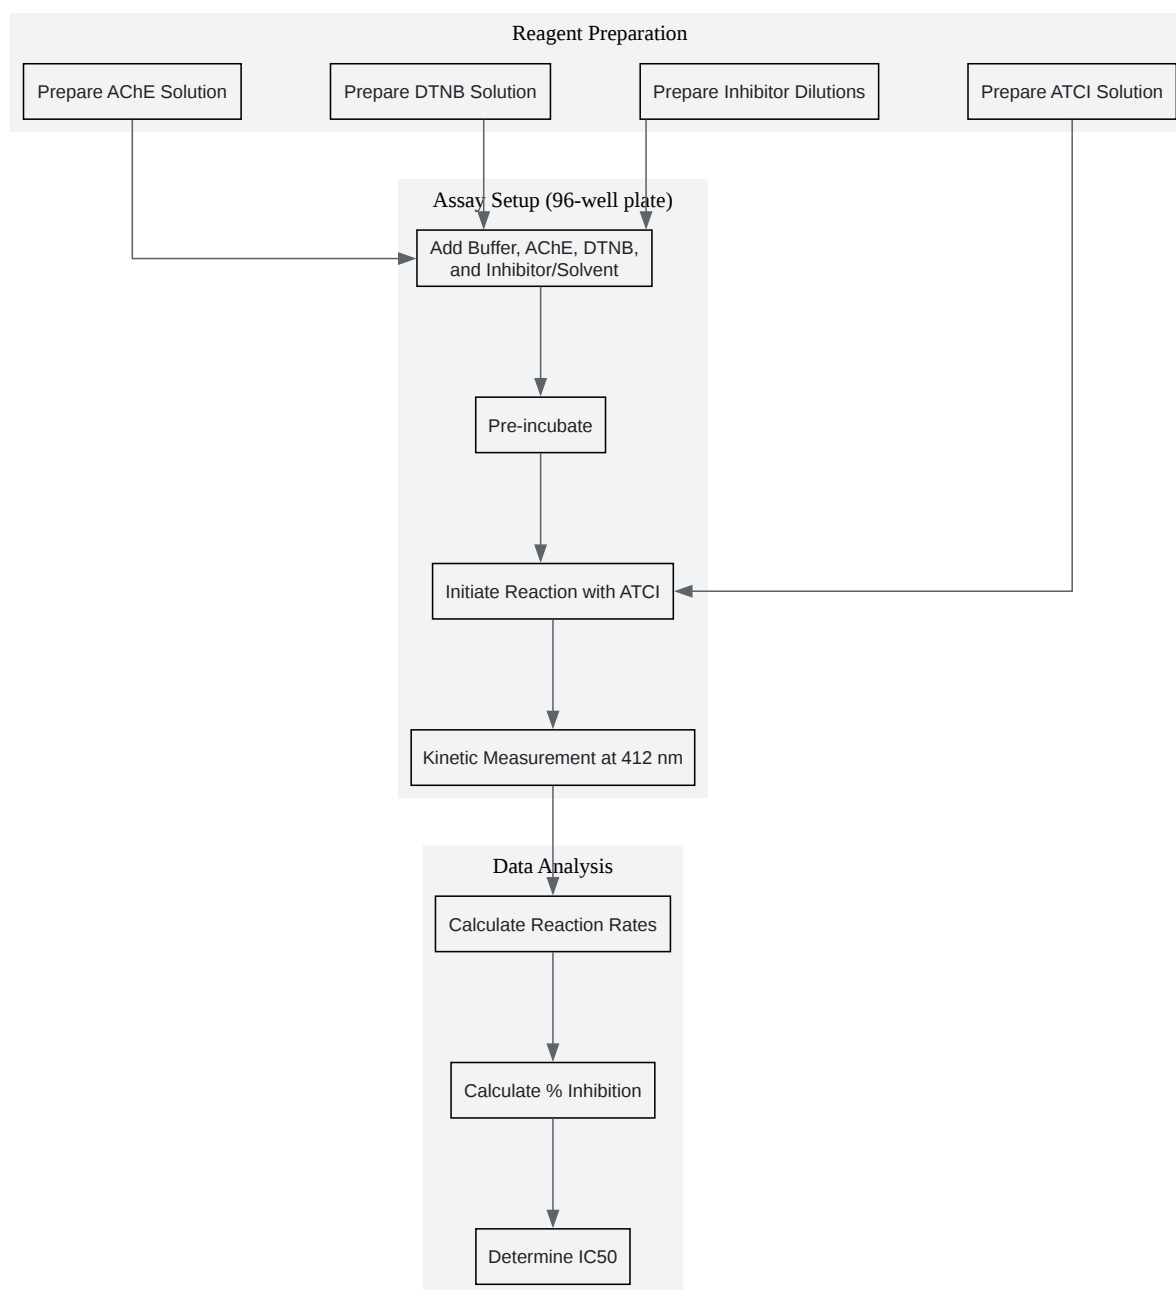 Reagent Preparation
Prepare AChE Solution
Prepare DTNB Solution
Prepare Inhibitor Dilutions
Prepare ATCI Solution
Assay Setup (96-well plate)
Add Buffer, AChE, DTNB,
and Inhibitor/Solvent
Pre-incubate
Initiate Reaction with ATCI
Kinetic Measurement at 412 nm
Data Analysis
Calculate Reaction Rates
Calculate % Inhibition
Determine IC50